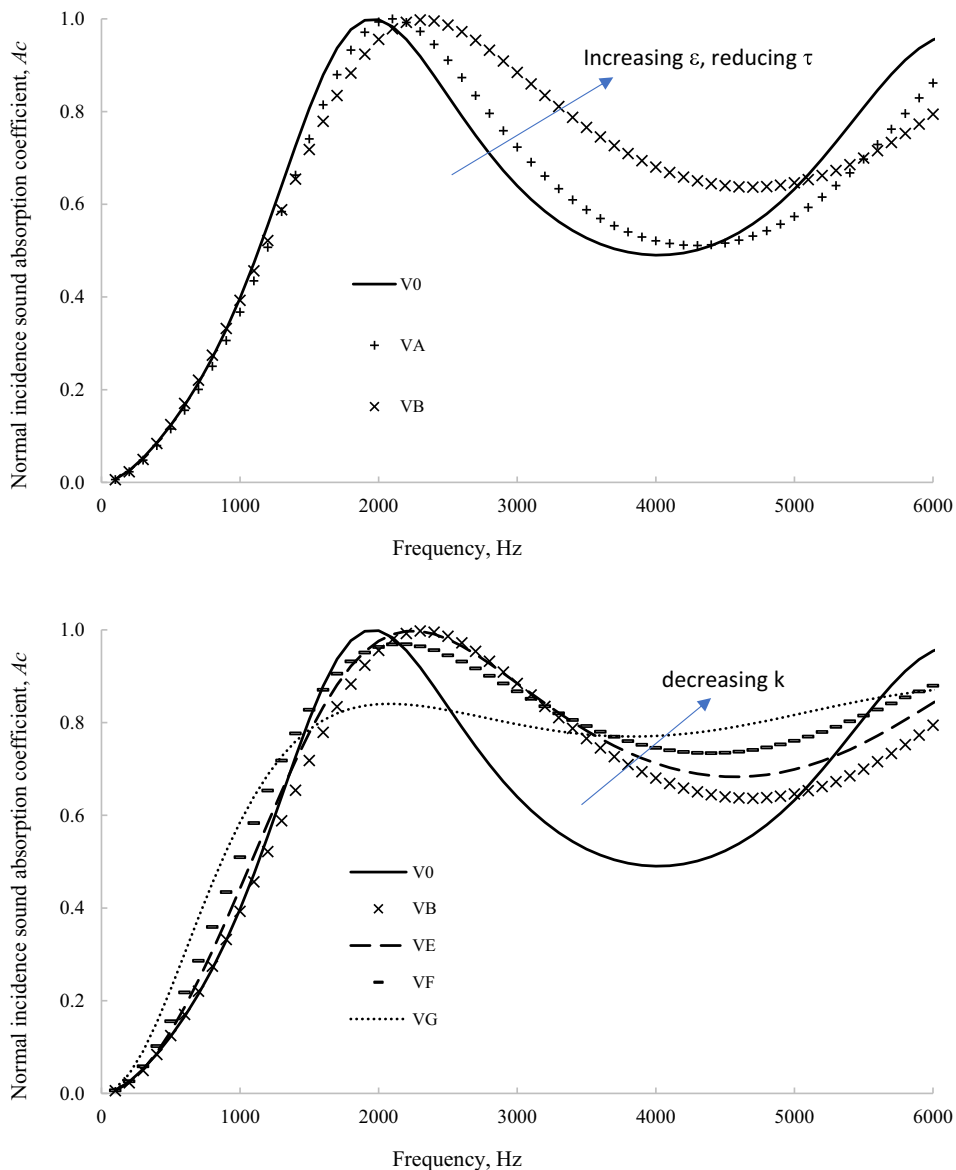 Normal incidence sound absorption coefficient, Ac
1.0
0.8
0.6
0.4
0.2
0.0
Increasing ε, reducing τ
V0
VA
VB
0 1000 2000 3000 4000 5000 6000
Frequency, Hz
Normal incidence sound absorption coefficient, Ac
1.0
0.8
0.6
0.4
0.2
0.0
decreasing k
V0
VB
VE
VF
VG
0 1000 2000 3000 4000 5000 6000
Frequency, Hz